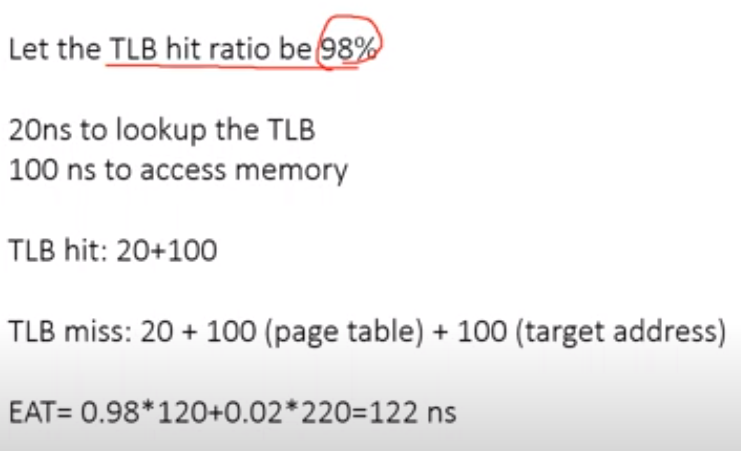 Let the TLB hit ratio be 98%
20ns to lookup the TLB
100 ns to access memory
TLB hit: 20+100
TLB miss: 20 + 100 (page table) + 100 (target address)
EAT= 0.98*120+0.02*220=122 ns